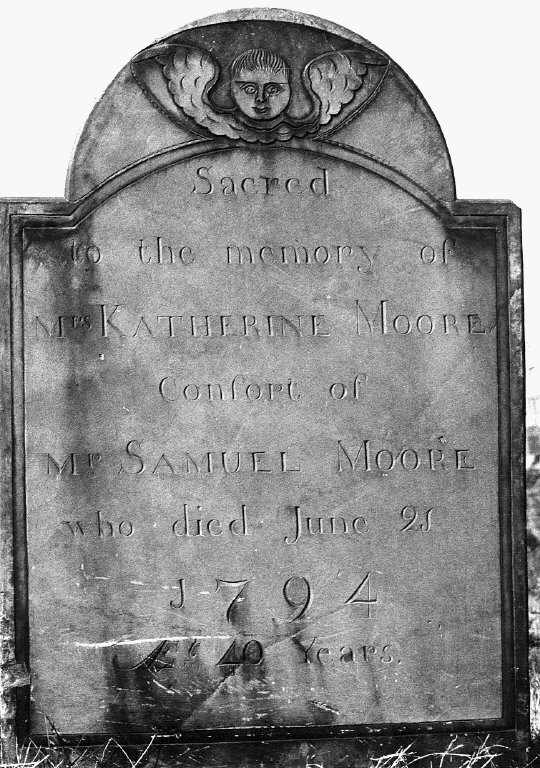 Sacred
to the memory of
Mrs KATHERINE MOORE
Conſort of
Mr SAMUEL MOORE
who died June 21
1794
Æt 40 Years.